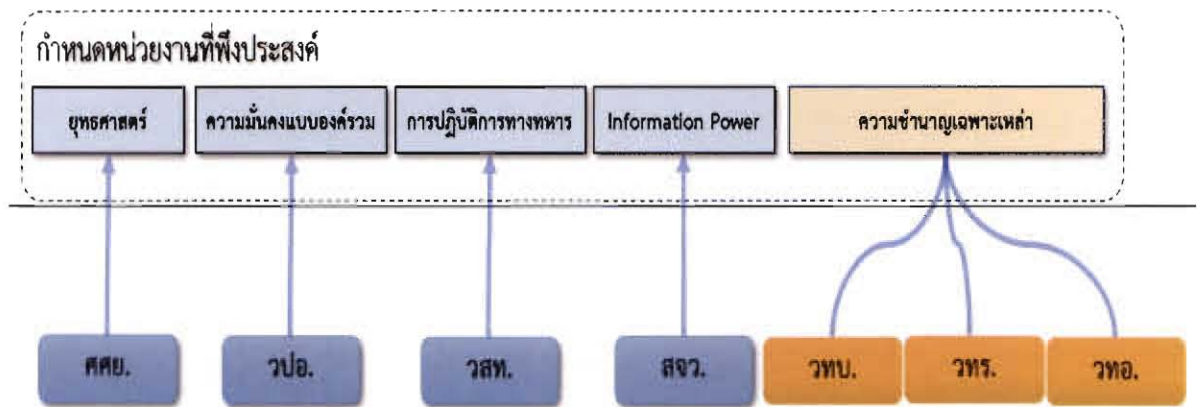 กำหนดหน่วยงานที่พึงประสงค์
ยุทธศาสตร์
ความมั่นคงแบบองค์รวม
การปฏิบัติการทางทหาร
Information Power
ความชำนาญเฉพาะเหล่า
ศศย.
วปอ.
วสท.
สจว.
วทบ.
วทร.
วทอ.